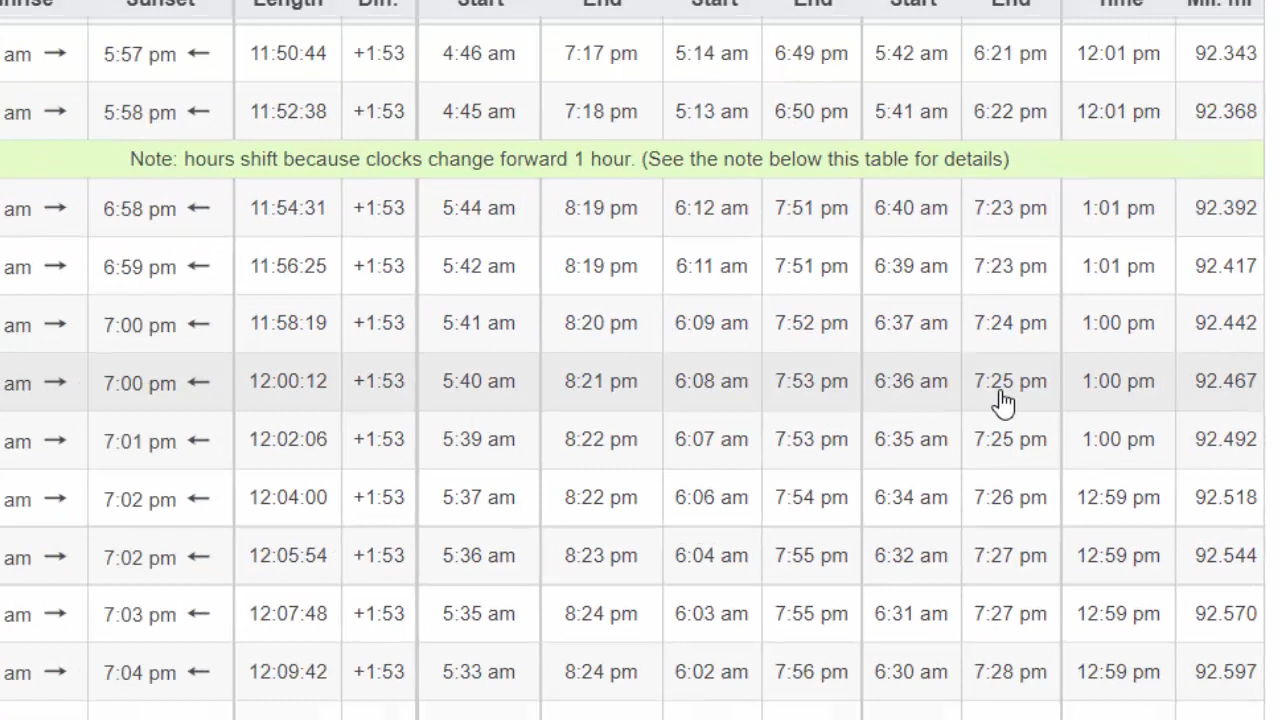 Sunset Length Diff. Start End Start End Start End Time Mil. mi
am → 5:57 pm ← 11:50:44 +1:53 4:46 am 7:17 pm 5:14 am 6:49 pm 5:42 am 6:21 pm 12:01 pm 92.343
am → 5:58 pm ← 11:52:38 +1:53 4:45 am 7:18 pm 5:13 am 6:50 pm 5:41 am 6:22 pm 12:01 pm 92.368
Note: hours shift because clocks change forward 1 hour. (See the note below this table for details)
am → 6:58 pm ← 11:54:31 +1:53 5:44 am 8:19 pm 6:12 am 7:51 pm 6:40 am 7:23 pm 1:01 pm 92.392
am → 6:59 pm ← 11:56:25 +1:53 5:42 am 8:19 pm 6:11 am 7:51 pm 6:39 am 7:23 pm 1:01 pm 92.417
am → 7:00 pm ← 11:58:19 +1:53 5:41 am 8:20 pm 6:09 am 7:52 pm 6:37 am 7:24 pm 1:00 pm 92.442
am → 7:00 pm ← 12:00:12 +1:53 5:40 am 8:21 pm 6:08 am 7:53 pm 6:36 am 7:25 pm 1:00 pm 92.467
am → 7:01 pm ← 12:02:06 +1:53 5:39 am 8:22 pm 6:07 am 7:53 pm 6:35 am 7:25 pm 1:00 pm 92.492
am → 7:02 pm ← 12:04:00 +1:53 5:37 am 8:22 pm 6:06 am 7:54 pm 6:34 am 7:26 pm 12:59 pm 92.518
am → 7:02 pm ← 12:05:54 +1:53 5:36 am 8:23 pm 6:04 am 7:55 pm 6:32 am 7:27 pm 12:59 pm 92.544
am → 7:03 pm ← 12:07:48 +1:53 5:35 am 8:24 pm 6:03 am 7:55 pm 6:31 am 7:27 pm 12:59 pm 92.570
am → 7:04 pm ← 12:09:42 +1:53 5:33 am 8:24 pm 6:02 am 7:56 pm 6:30 am 7:28 pm 12:59 pm 92.597